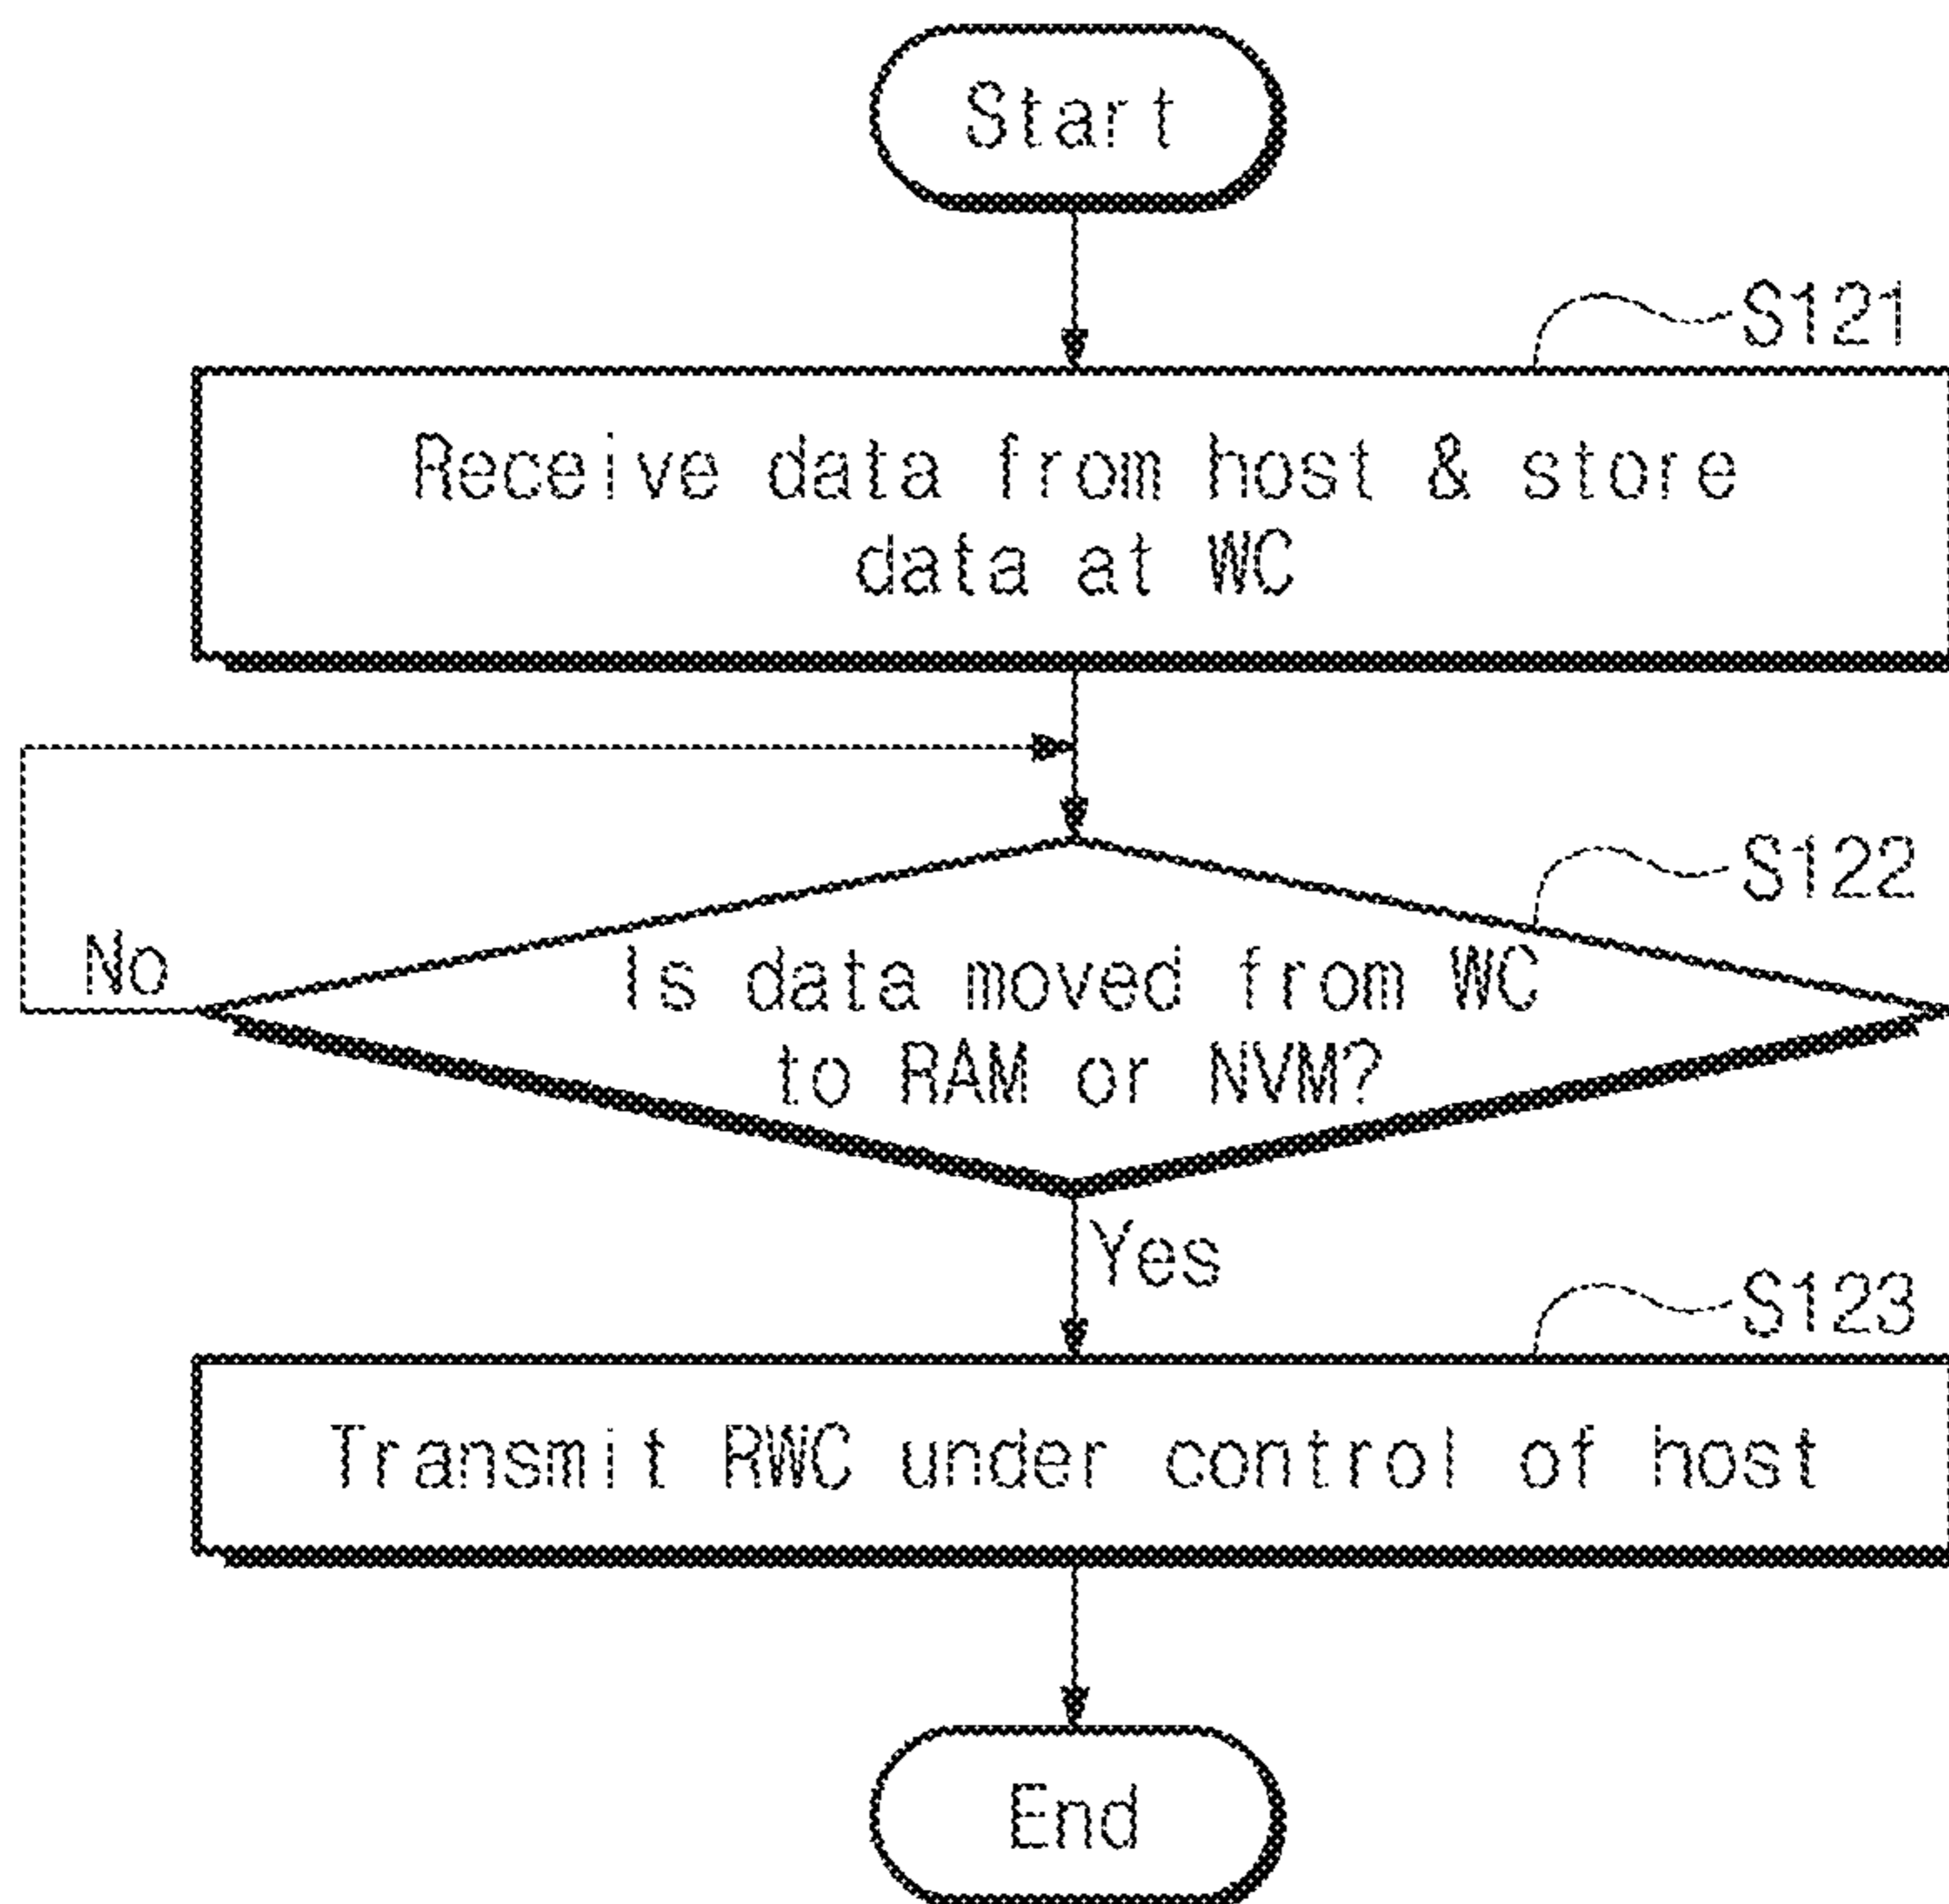 Start
S121
Receive data from host & store
data at WC
S122
No
Is data moved from WC
to RAM or NVM?
Yes
S123
Transmit RWC under control of host
End